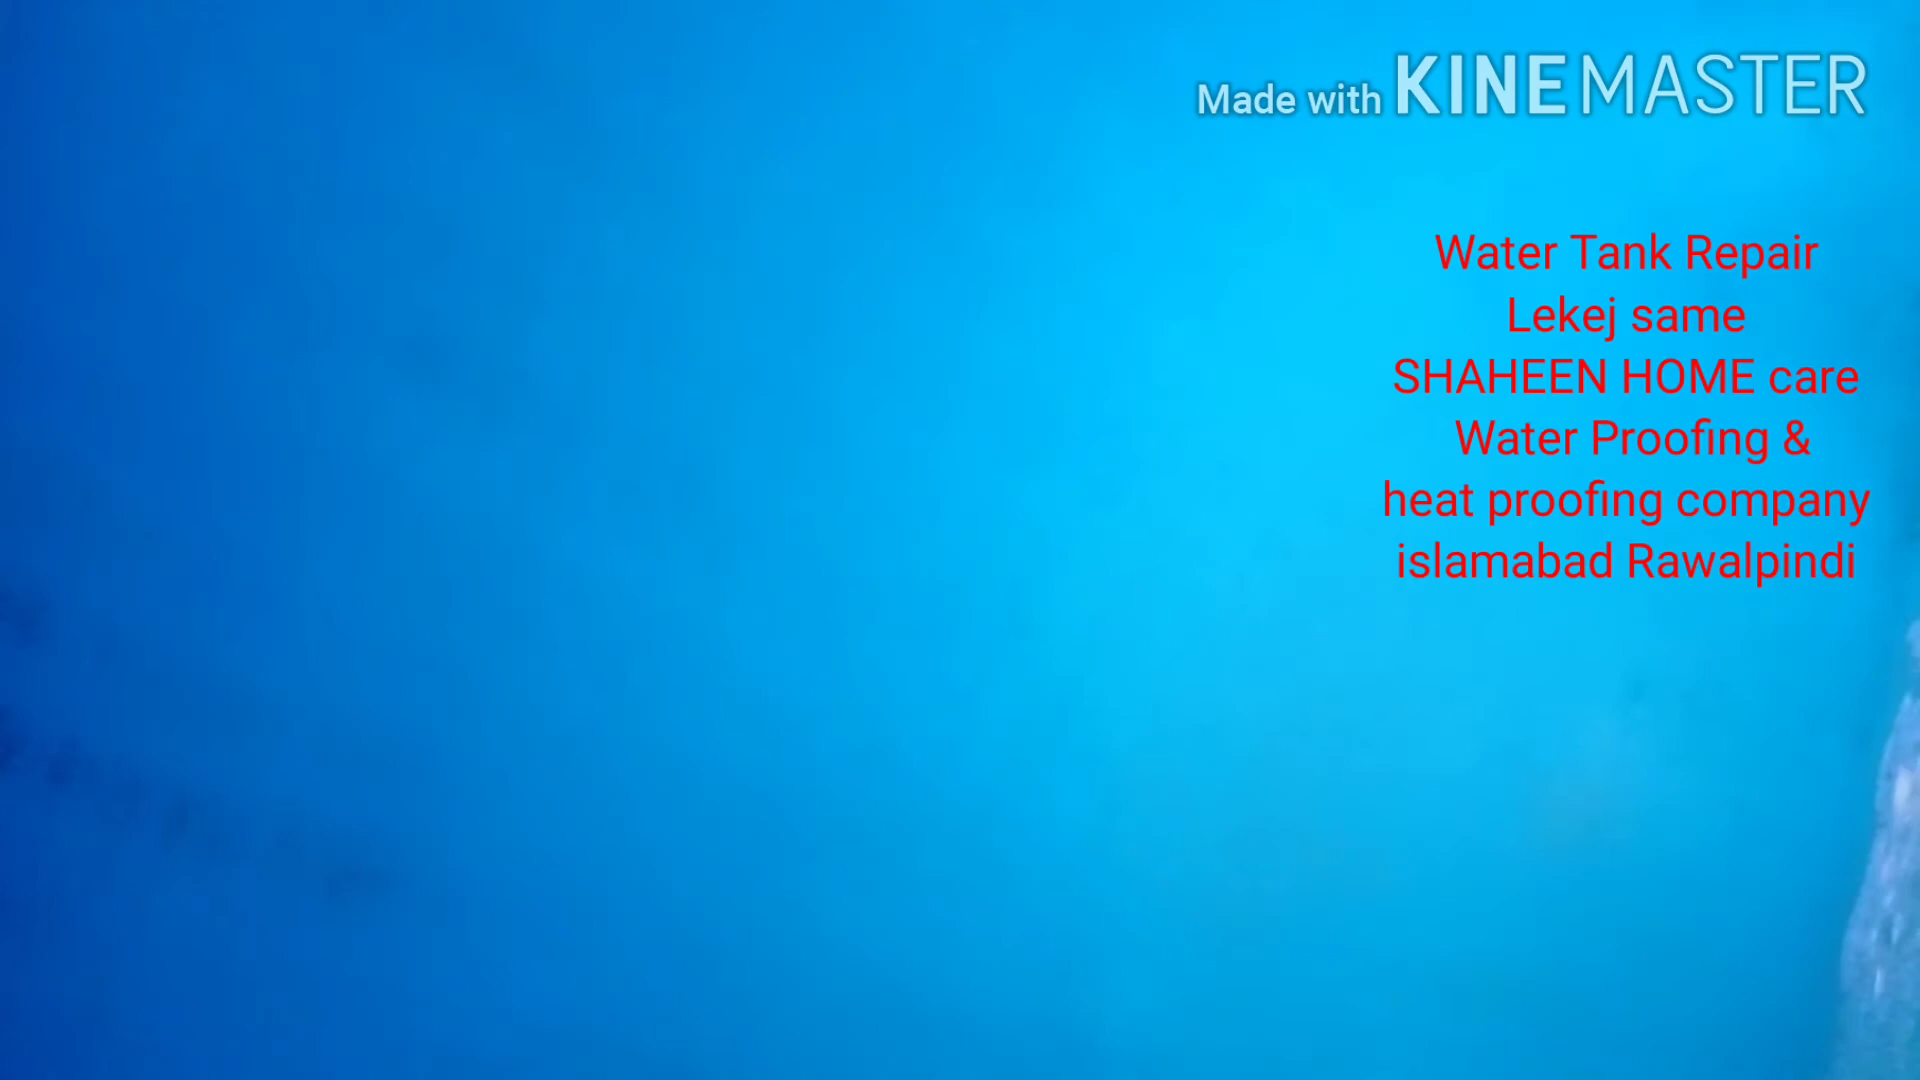 Made with KINEMASTER
Water Tank Repair
Lekej same
SHAHEEN HOME care
Water Proofing &
heat proofing company
islamabad Rawalpindi